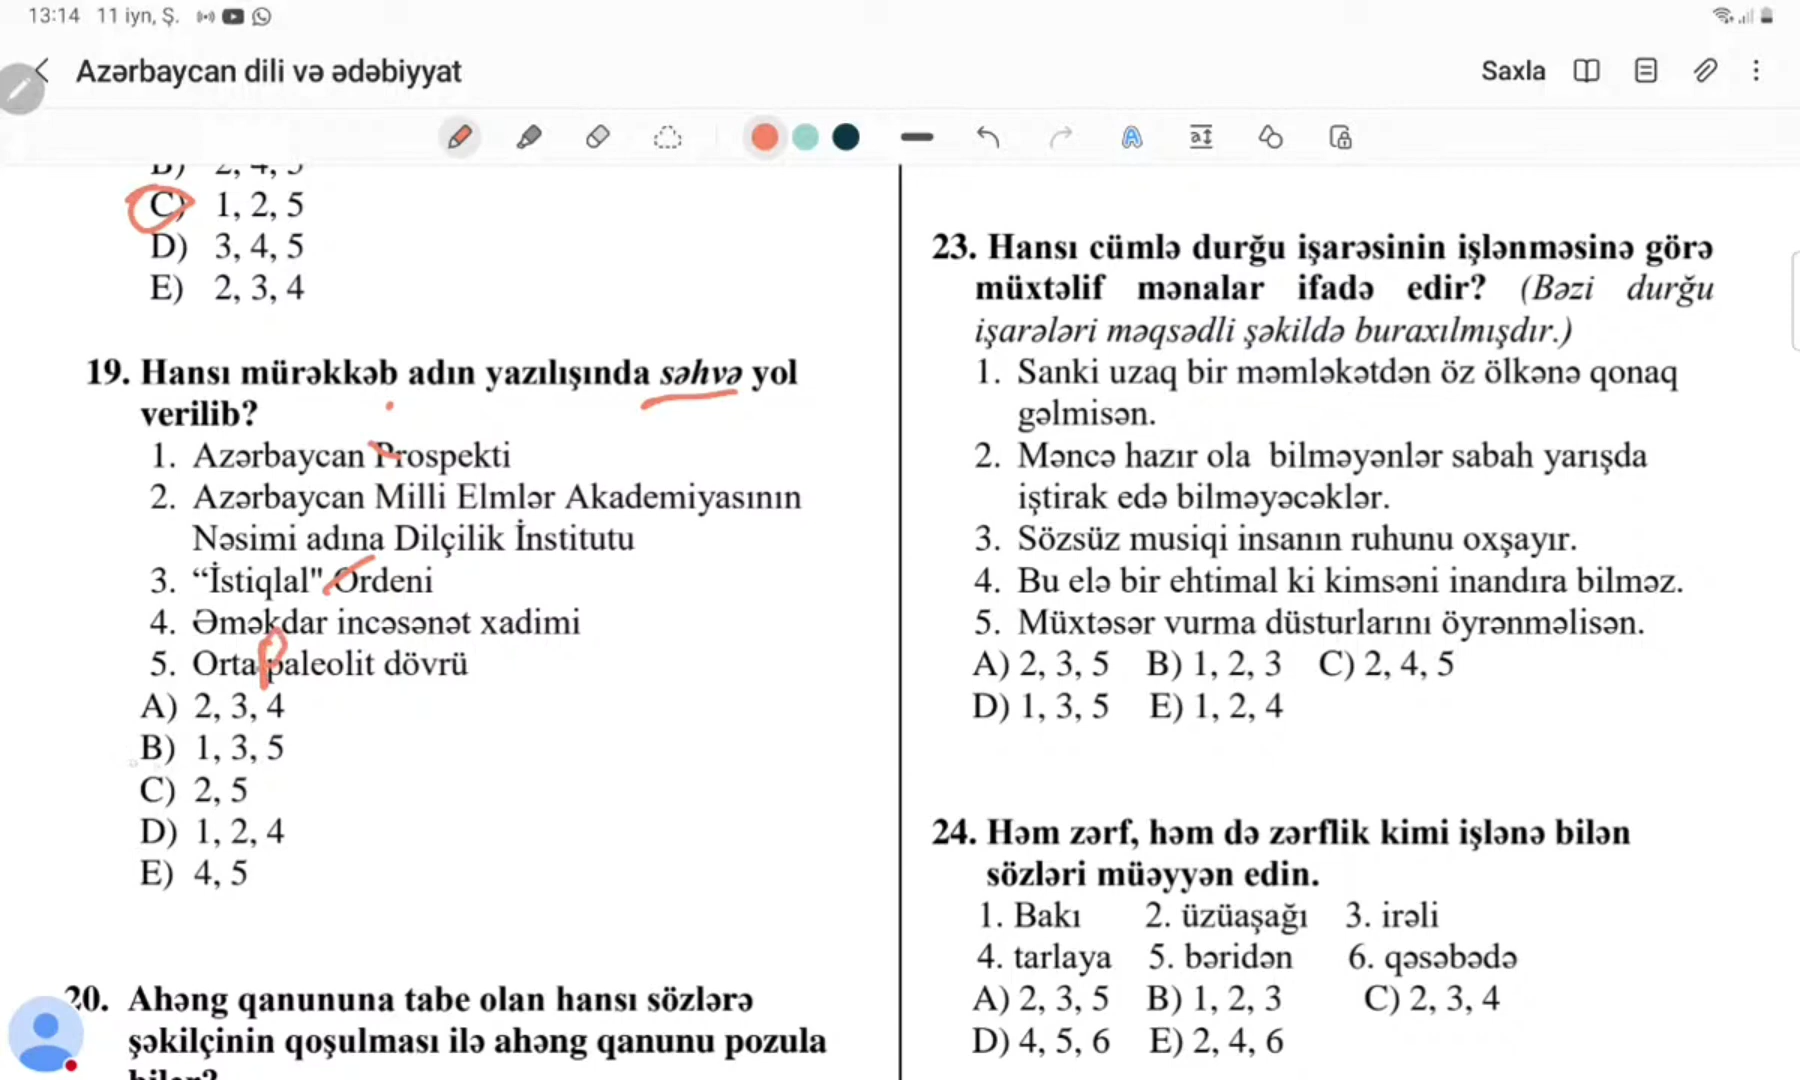 13:14 11 iyn, Ş.
Azərbaycan dili və ədəbiyyat
Saxla
C) 1, 2, 5
D) 3, 4, 5
E) 2, 3, 4
19. Hansı mürəkkəb adın yazılışında səhvə yol
verilib?
1. Azərbaycan Prospekti
2. Azərbaycan Milli Elmlər Akademiyasının
Nəsimi adına Dilçilik İnstitutu
3. “İstiqlal" Ordeni
4. Əməkdar incəsənət xadimi
5. Orta paleolit dövrü
A) 2, 3, 4
B) 1, 3, 5
C) 2, 5
D) 1, 2, 4
E) 4, 5
20. Ahəng qanununa tabe olan hansı sözlərə
şəkilçinin qoşulması ilə ahəng qanunu pozula
23. Hansı cümlə durğu işarəsinin işlənməsinə görə
müxtəlif mənalar ifadə edir? (Bəzi durğu
işarələri məqsədli şəkildə buraxılmışdır.)
1. Sanki uzaq bir məmləkətdən öz ölkənə qonaq
gəlmisən.
2. Məncə hazır ola bilməyənlər sabah yarışda
iştirak edə bilməyəcəklər.
3. Sözsüz musiqi insanın ruhunu oxşayır.
4. Bu elə bir ehtimal ki kimsəni inandıra bilməz.
5. Müxtəsər vurma düsturlarını öyrənməlisən.
A) 2, 3, 5 B) 1, 2, 3 C) 2, 4, 5
D) 1, 3, 5 E) 1, 2, 4
24. Həm zərf, həm də zərflik kimi işlənə bilən
sözləri müəyyən edin.
1. Bakı 2. üzüaşağı 3. irəli
4. tarlaya 5. bəridən 6. qəsəbədə
A) 2, 3, 5 B) 1, 2, 3 C) 2, 3, 4
D) 4, 5, 6 E) 2, 4, 6